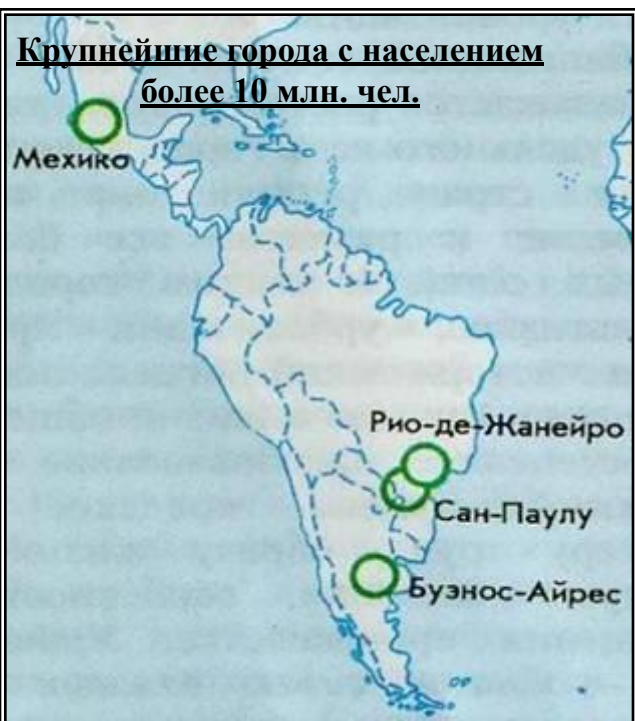 Крупнейшие города с населением
более 10 млн. чел.
Мехико
Рио-де-Жанейро
Сан-Паулу
Буэнос-Айрес